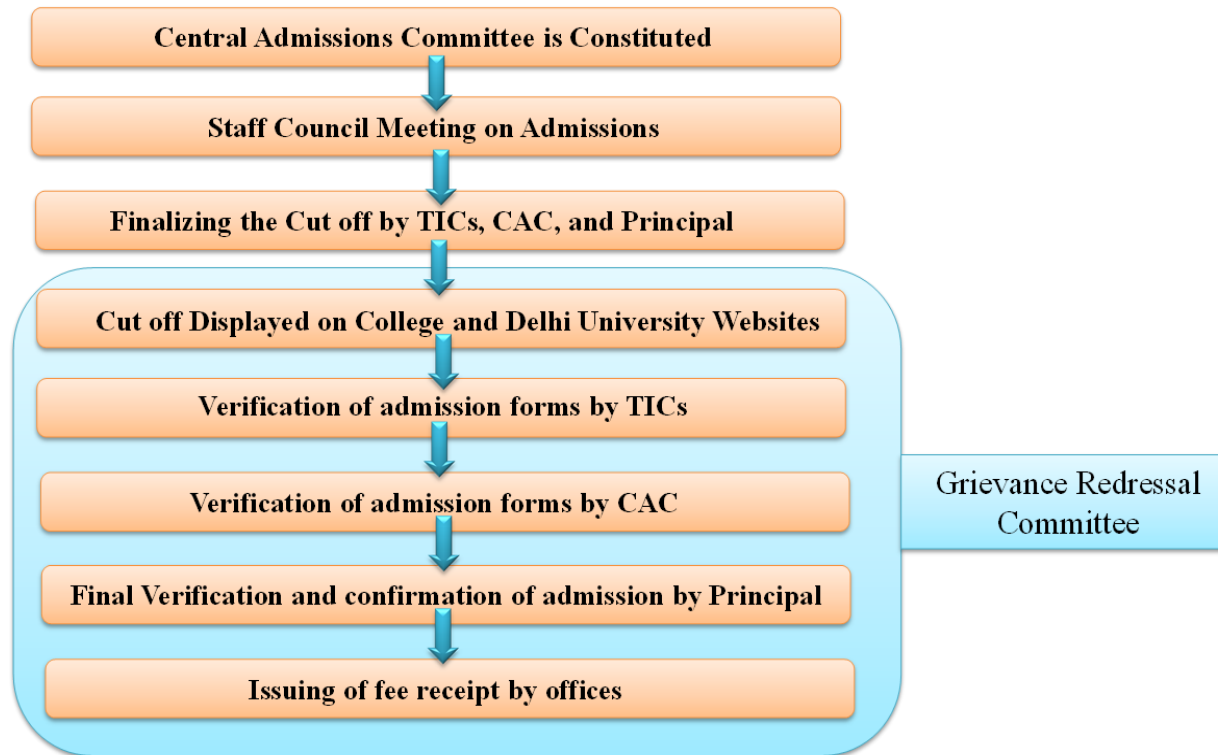 Central Admissions Committee is Constituted
Staff Council Meeting on Admissions
Finalizing the Cut off by TICs, CAC, and Principal
Cut off Displayed on College and Delhi University Websites
Verification of admission forms by TICs
Verification of admission forms by CAC
Final Verification and confirmation of admission by Principal
Issuing of fee receipt by offices
Grievance Redressal
Committee